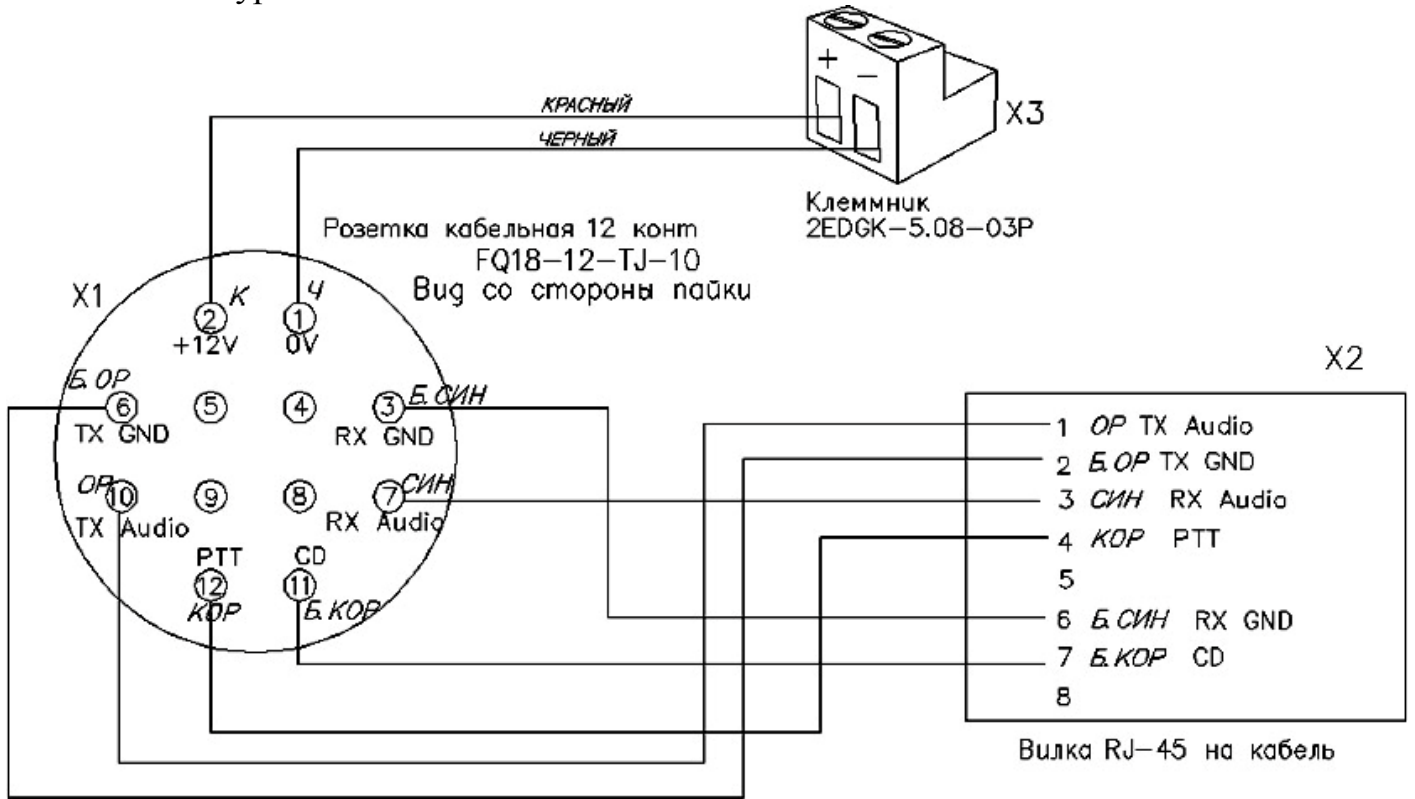 ур
КРАСНЫЙ
ЧЕРНЫЙ
+ −
X3
Клеммник
2EDGK−5.08−03P
Розетка кабельная 12 конт
FQ18−12−TJ−10
Вид со стороны пайки
X1
К Ч
2 1
+12V 0V
Б.ОР Б.СИН
6 5 4 3
TX GND RX GND
ОР СИН
10 9 8 7
TX Audio RX Audio
PTT CD
12 11
КОР Б.КОР
X2
1 ОР TX Audio
2 Б.ОР TX GND
3 СИН RX Audio
4 КОР PTT
5
6 Б.СИН RX GND
7 Б.КОР CD
8
Вилка RJ−45 на кабель